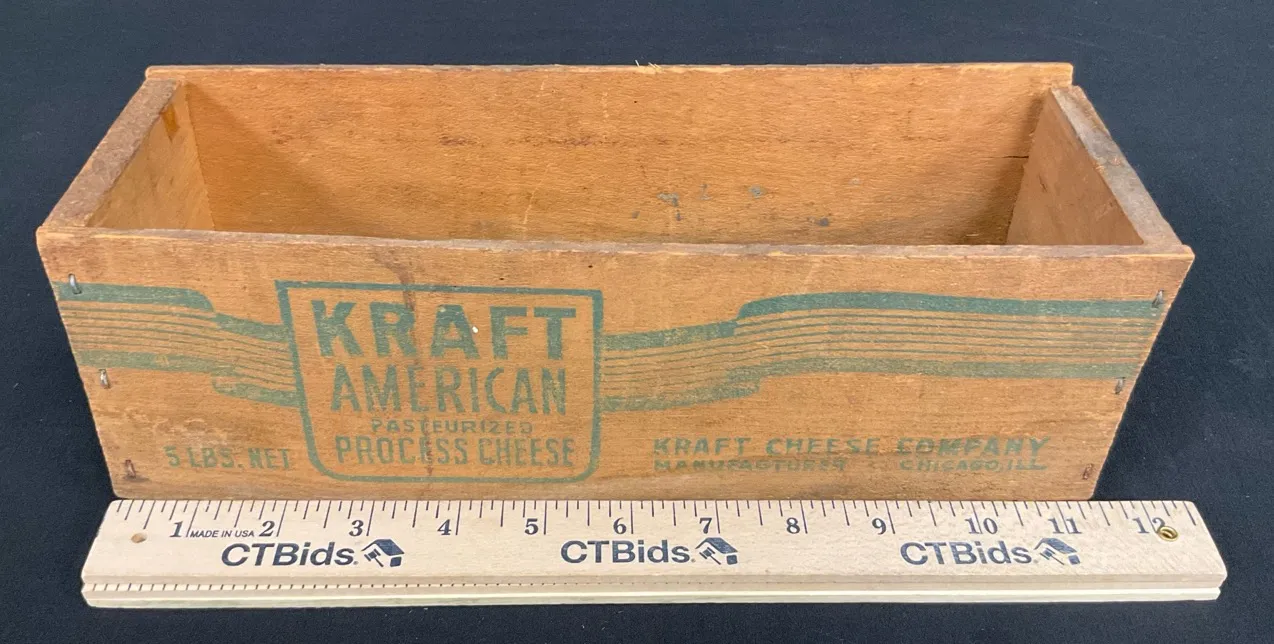 KRAFT
AMERICAN
PASTEURIZED
PROCESS CHEESE
5 LBS. NET
KRAFT CHEESE COMPANY
CHICAGO, ILL
1 2 3 4 5 6 7 8 9 10 11 12
MADE IN USA
CTBids. CTBids. CTBids.